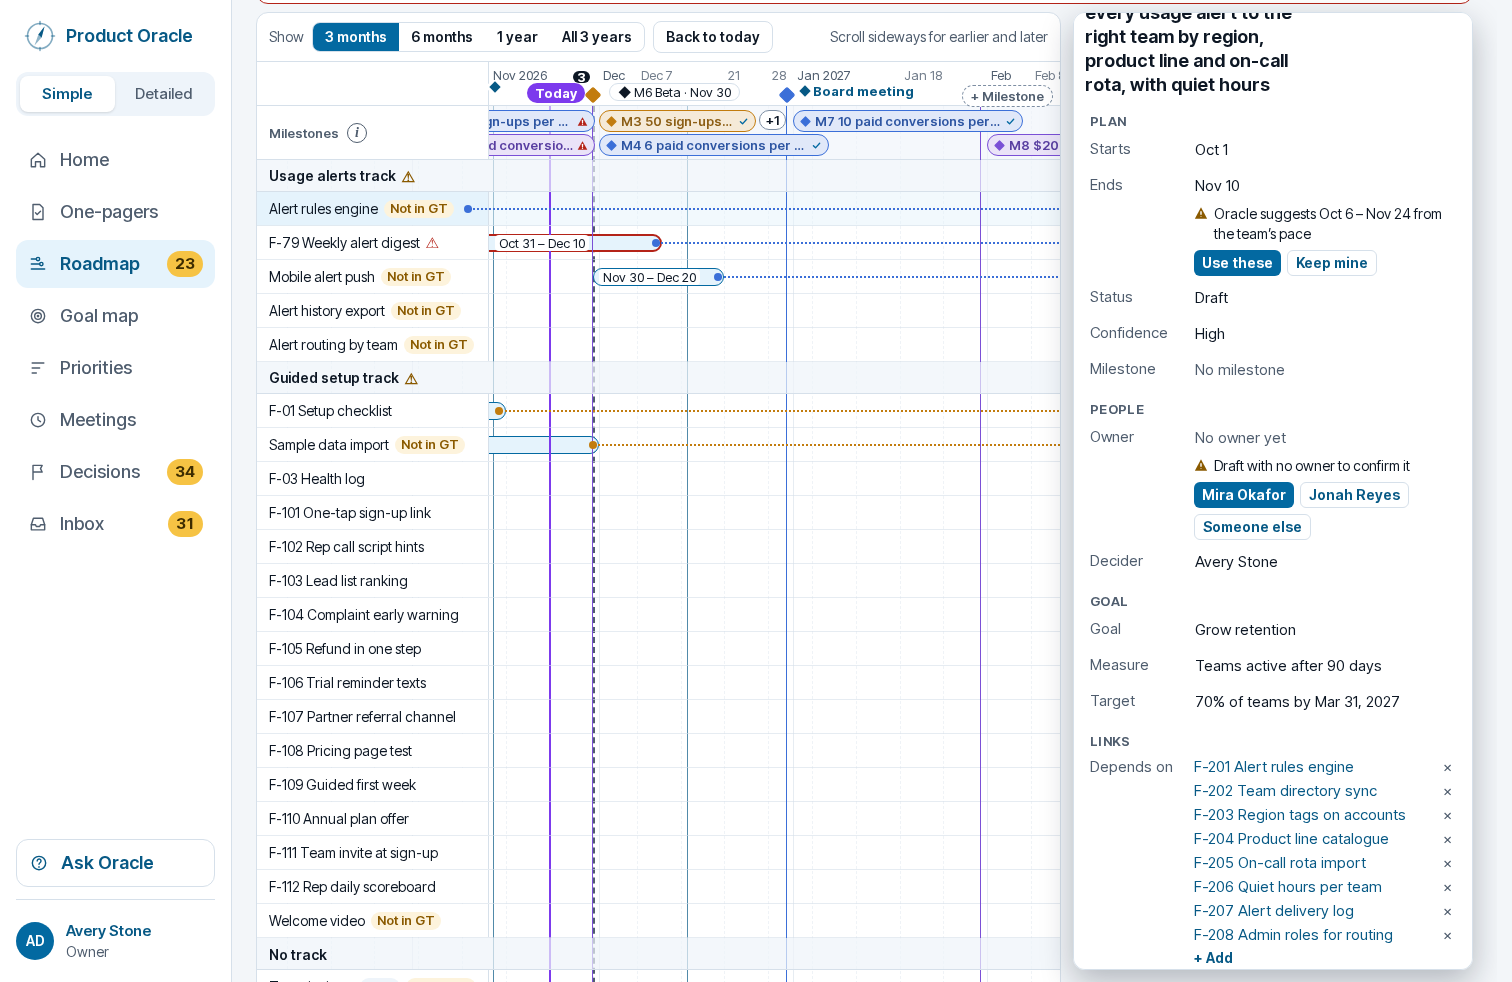 Product Oracle
Simple
Detailed
Home
One-pagers
Roadmap
23
Goal map
Priorities
Meetings
Decisions
34
Inbox
31
Ask Oracle
AD
Avery Stone
Owner
Show
3 months
6 months
1 year
All 3 years
Back to today
Scroll sideways for earlier and later
Nov 2026
3
Dec
Dec 7
21
28
Jan 2027
Jan 18
Feb
Feb
Today
M6 Beta · Nov 30
Board meeting
+ Milestone
Milestones
i
gn-ups per ...
M3 50 sign-ups...
+1
M7 10 paid conversions per...
d conversio...
M4 6 paid conversions per ...
M8 $20
Usage alerts track
Alert rules engine
Not in GT
F-79 Weekly alert digest
Oct 31 – Dec 10
Mobile alert push
Not in GT
Nov 30 – Dec 20
Alert history export
Not in GT
Alert routing by team
Not in GT
Guided setup track
F-01 Setup checklist
Sample data import
Not in GT
F-03 Health log
F-101 One-tap sign-up link
F-102 Rep call script hints
F-103 Lead list ranking
F-104 Complaint early warning
F-105 Refund in one step
F-106 Trial reminder texts
F-107 Partner referral channel
F-108 Pricing page test
F-109 Guided first week
F-110 Annual plan offer
F-111 Team invite at sign-up
F-112 Rep daily scoreboard
Welcome video
Not in GT
No track
every usage alert to the
right team by region,
product line and on-call
rota, with quiet hours
PLAN
Starts
Oct 1
Ends
Nov 10
Oracle suggests Oct 6 – Nov 24 from
the team's pace
Use these
Keep mine
Status
Draft
Confidence
High
Milestone
No milestone
PEOPLE
Owner
No owner yet
Draft with no owner to confirm it
Mira Okafor
Jonah Reyes
Someone else
Decider
Avery Stone
GOAL
Goal
Grow retention
Measure
Teams active after 90 days
Target
70% of teams by Mar 31, 2027
LINKS
Depends on
F-201 Alert rules engine ×
F-202 Team directory sync ×
F-203 Region tags on accounts ×
F-204 Product line catalogue ×
F-205 On-call rota import ×
F-206 Quiet hours per team ×
F-207 Alert delivery log ×
F-208 Admin roles for routing ×
+ Add